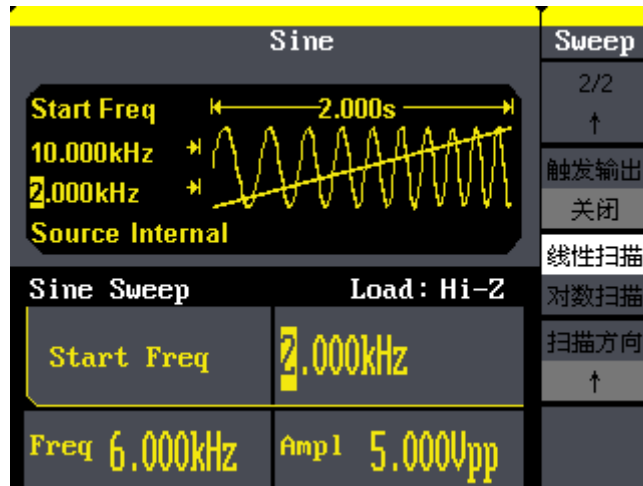 Sine
Start Freq
2.000s
10.000kHz
2.000kHz
Source Internal
Sine Sweep
Load: Hi-Z
Start Freq
2.000kHz
Freq 6.000kHz
Ampl 5.000Vpp
Sweep
2/2
↑
触发输出
关闭
线性扫描
对数扫描
扫描方向
↑